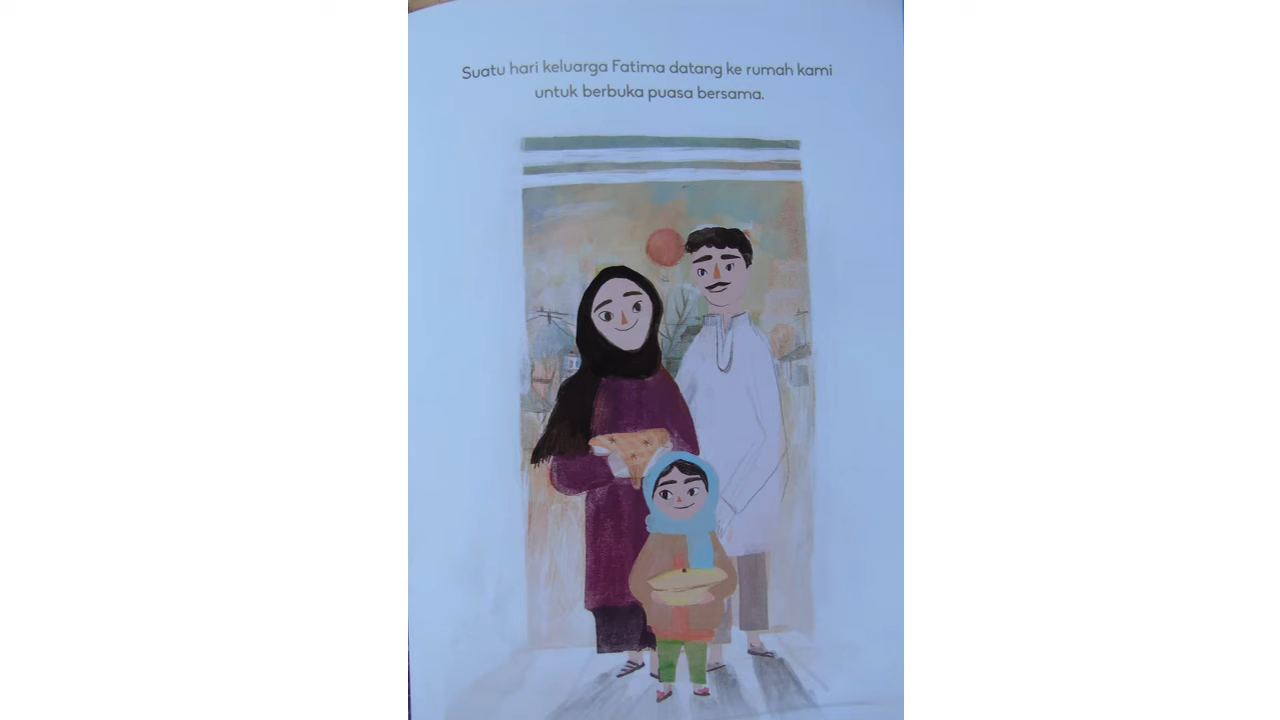 Suatu hari keluarga Fatima datang ke rumah kami
untuk berbuka puasa bersama.